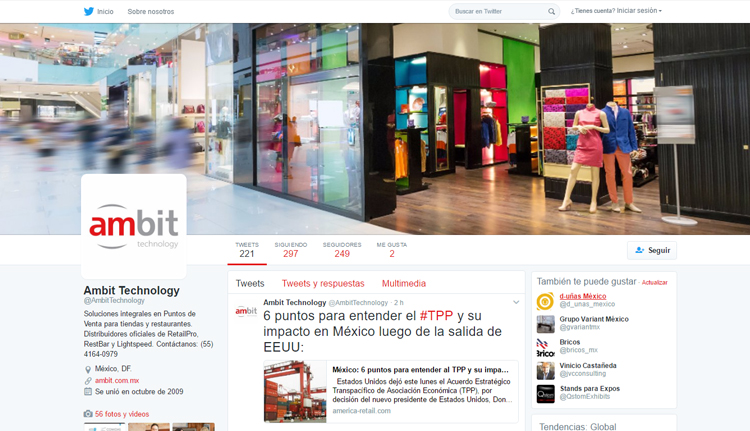 Inicio
Sobre nosotros
Buscar en Twitter
¿Tienes cuenta? Iniciar sesión
ambit
technology
TWEETS
221
SIGUIENDO
297
SEGUIDORES
249
ME GUSTA
2
Seguir
Ambit Technology
@AmbitTechnology
Soluciones integrales en Puntos de
Venta para tiendas y restaurantes.
Distribuidores oficiales de RetailPro,
RestBar y Lightspeed. Contáctanos: (55)
4164-0979
México, DF.
ambit.com.mx
Se unió en octubre de 2009
56 fotos y videos
Tweets
Tweets y respuestas
Multimedia
ambit
Ambit Technology @AmbitTechnology · 2 h
6 puntos para entender el #TPP y su
impacto en México luego de la salida de
EEUU:
México: 6 puntos para entender al TPP y su impa...
Estados Unidos dejó este lunes el Acuerdo Estratégico
Transpacífico de Asociación Económica (TPP), por
decisión del nuevo presidente de Estados Unidos, Don...
america-retail.com
También te puede gustar · Actualizar
d-uñas México
@d_unas_mexico
Grupo Variant México
@gvariantmx
Bricos
Bricos
@bricos_mx
Vinicio Castañeda
@jvcconsulting
Stands para Expos
@QstomExhibits
Tendencias: Global